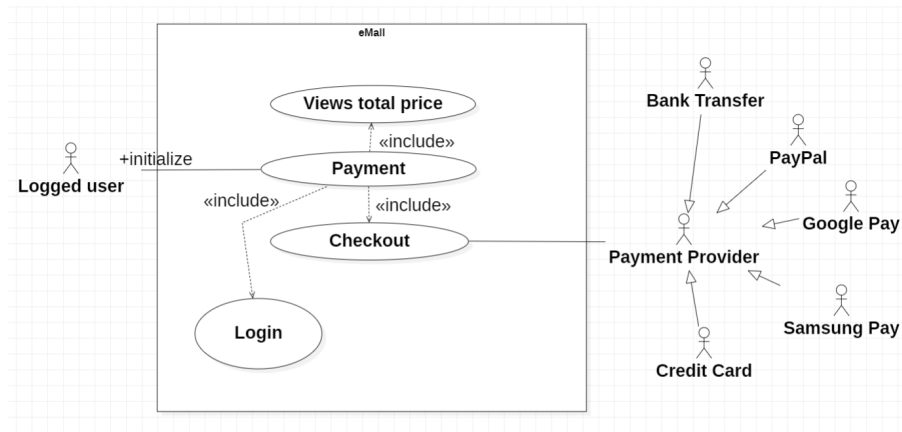 eMall
Views total price
«include»
+initialize
Payment
Logged user
«include»
«include»
Checkout
Login
Bank Transfer
PayPal
Google Pay
Payment Provider
Samsung Pay
Credit Card